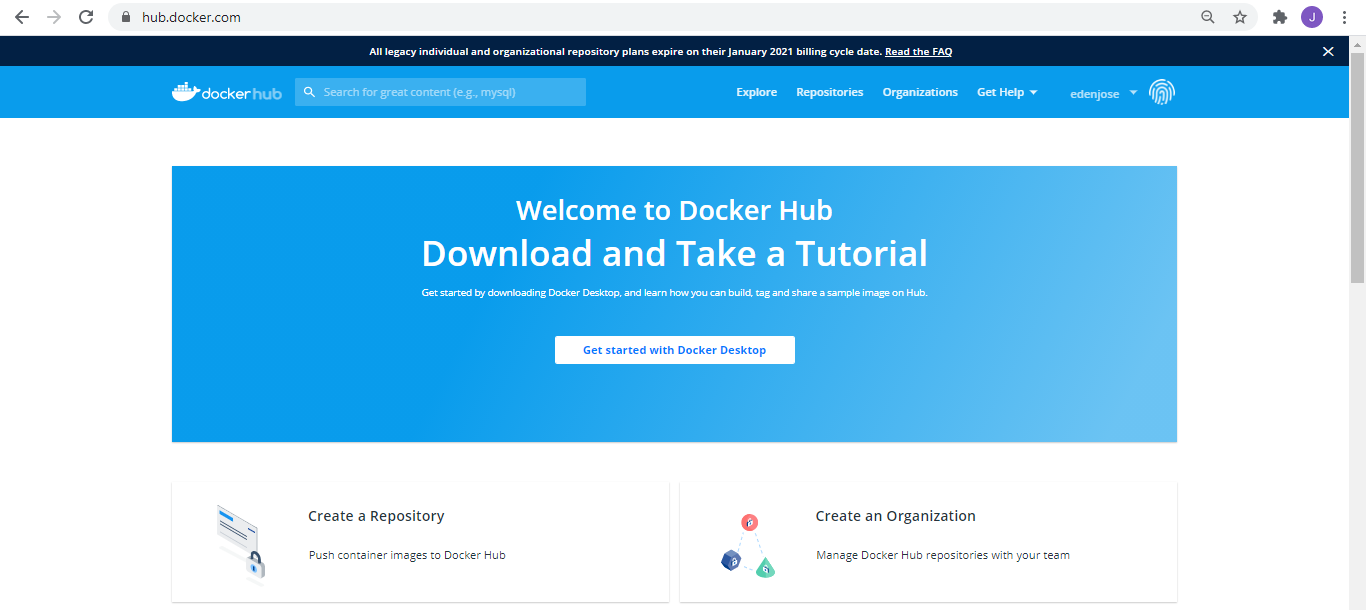 hub.docker.com
J
All legacy individual and organizational repository plans expire on their January 2021 billing cycle date. Read the FAQ
dockerhub
Search for great content (e.g., mysql)
Explore
Repositories
Organizations
Get Help
edenjose
Welcome to Docker Hub
Download and Take a Tutorial
Get started by downloading Docker Desktop, and learn how you can build, tag and share a sample image on Hub.
Get started with Docker Desktop
Create a Repository
Push container images to Docker Hub
Create an Organization
Manage Docker Hub repositories with your team